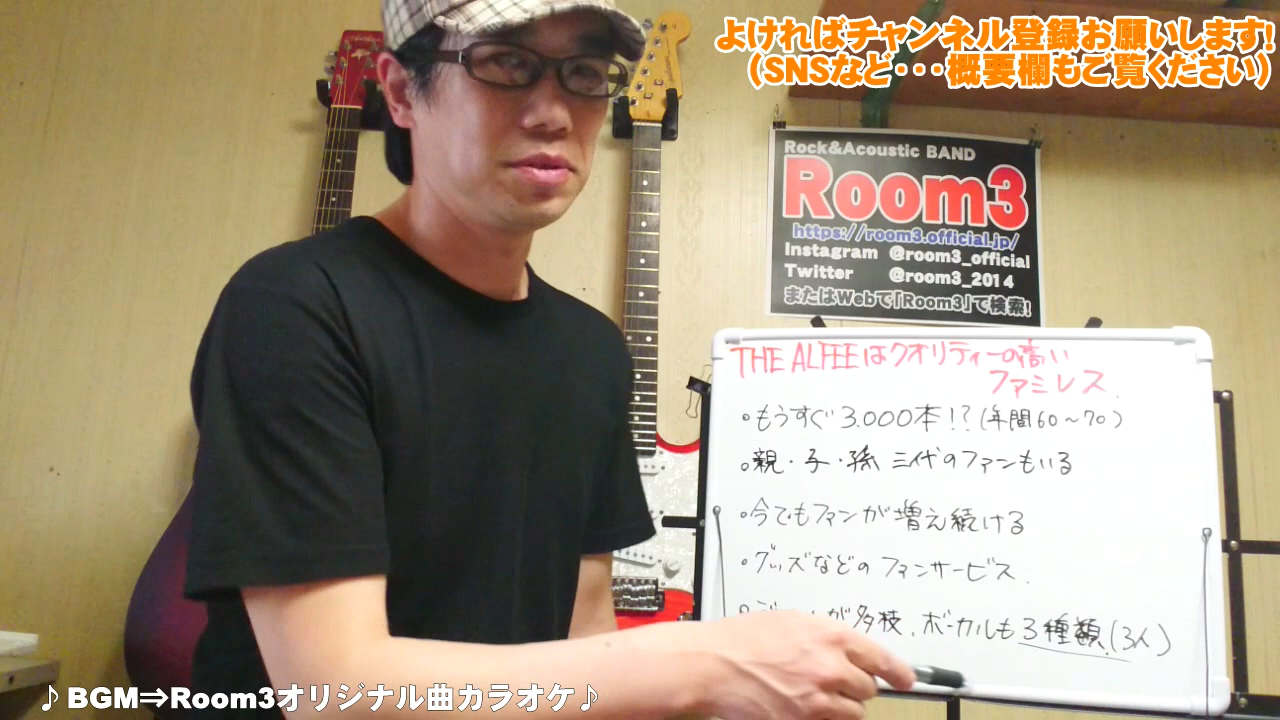 よければチャンネル登録お願いします!
(SNSなど・・・概要欄もご覧ください)
Rock&Acoustic BAND
Room3
https://room3.official.jp/
Instagram @room3_official
Twitter @room3_2014
またはWebで「Room3」で検索!
THE ALFEEはクオリティーの高い
ファミレス.
•もうすぐ3.000本!?(年間60〜70)
•親・子・孫 三代のファンもいる
•今でもファンが増え続ける
•グッズなどのファンサービス.
が多枝.ボーカルも3種類.(3人)
♪BGM⇒Room3オリジナル曲カラオケ♪